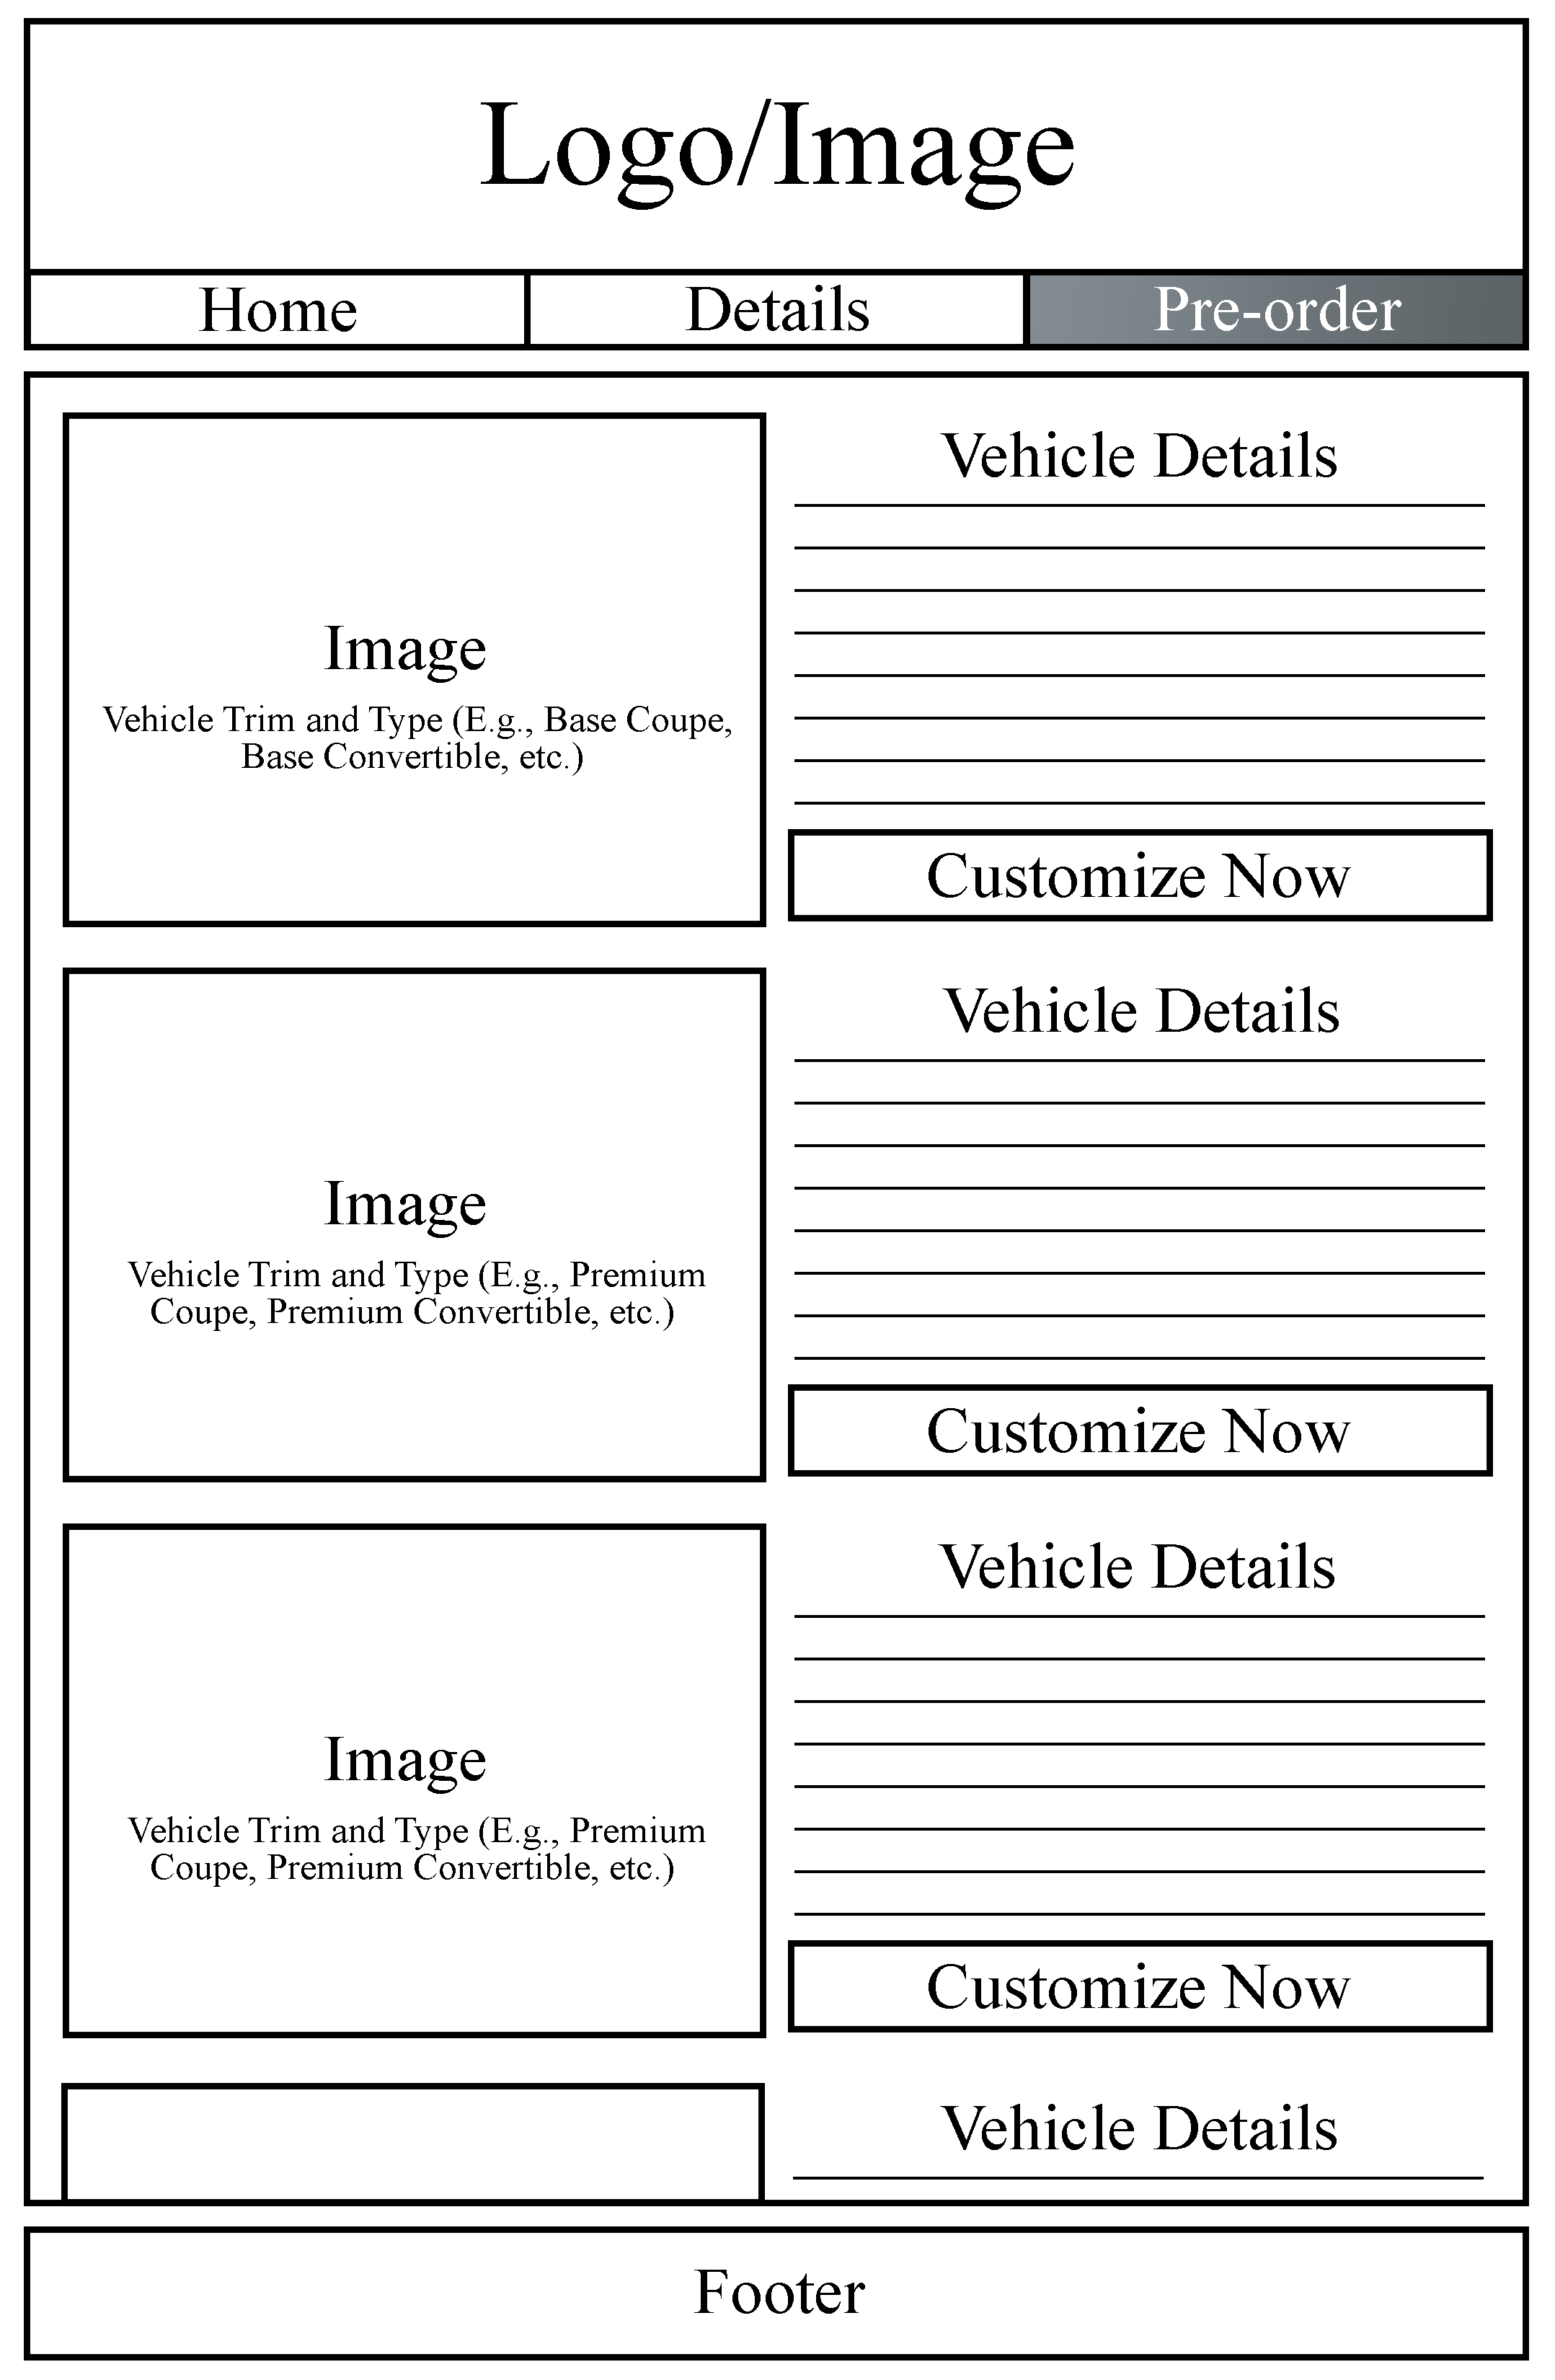 Logo/Image
Home
Details
Pre-order
Image
Vehicle Trim and Type (E.g., Base Coupe,
Base Convertible, etc.)
Vehicle Details
Customize Now
Image
Vehicle Trim and Type (E.g., Premium
Coupe, Premium Convertible, etc.)
Vehicle Details
Customize Now
Image
Vehicle Trim and Type (E.g., Premium
Coupe, Premium Convertible, etc.)
Vehicle Details
Customize Now
Vehicle Details
Footer